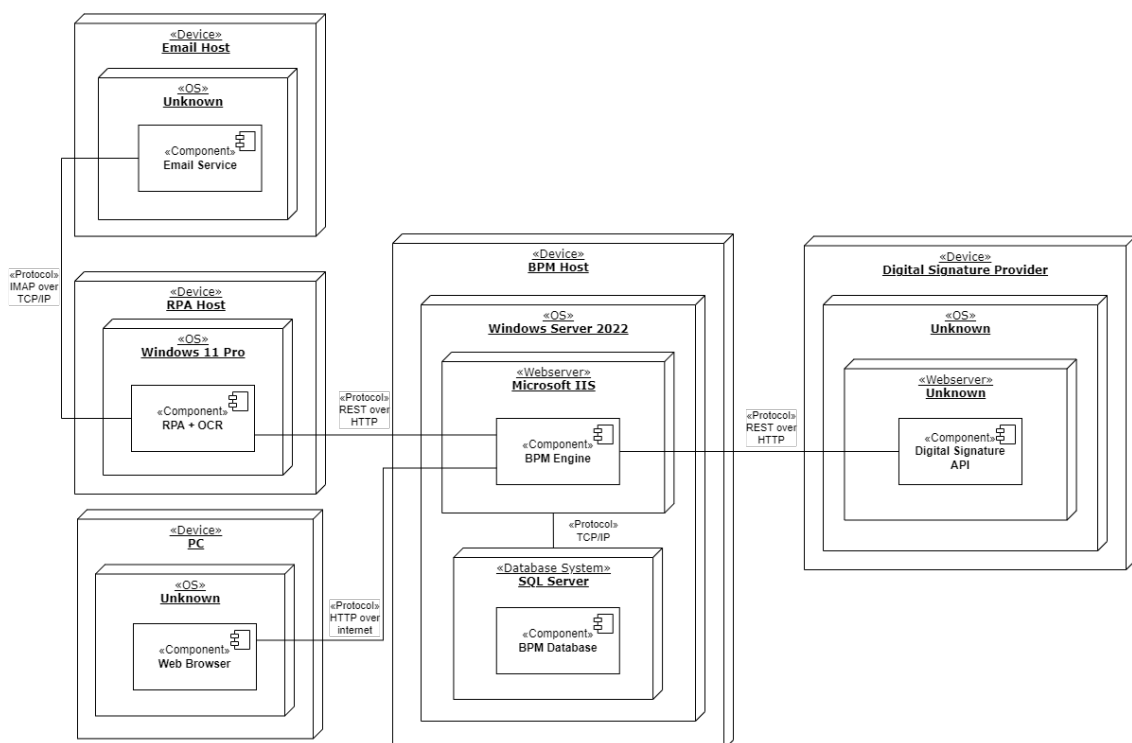 «Device»
Email Host
«OS»
Unknown
«Component»
Email Service
«Protocol»
IMAP over
TCP/IP
«Device»
RPA Host
«OS»
Windows 11 Pro
«Component»
RPA + OCR
«Device»
PC
«OS»
Unknown
«Component»
Web Browser
«Protocol»
REST over
HTTP
«Protocol»
HTTP over
internet
«Device»
BPM Host
«OS»
Windows Server 2022
«Webserver»
Microsoft IIS
«Component»
BPM Engine
«Protocol»
TCP/IP
«Database System»
SQL Server
«Component»
BPM Database
«Protocol»
REST over
HTTP
«Device»
Digital Signature Provider
«OS»
Unknown
«Webserver»
Unknown
«Component»
Digital Signature
API